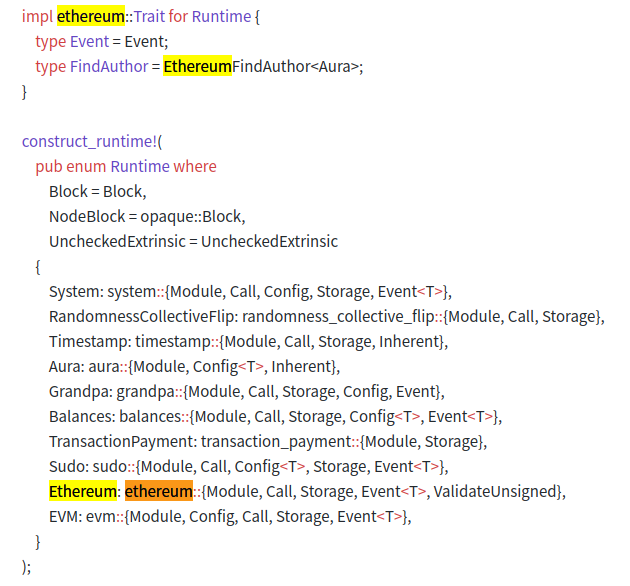 impl ethereum::Trait for Runtime {
type Event = Event;
type FindAuthor = EthereumFindAuthor<Aura>;
}
construct_runtime!(
pub enum Runtime where
Block = Block,
NodeBlock = opaque::Block,
UncheckedExtrinsic = UncheckedExtrinsic
{
System: system::{Module, Call, Config, Storage, Event<T>},
RandomnessCollectiveFlip: randomness_collective_flip::{Module, Call, Storage},
Timestamp: timestamp::{Module, Call, Storage, Inherent},
Aura: aura::{Module, Config<T>, Inherent},
Grandpa: grandpa::{Module, Call, Storage, Config, Event},
Balances: balances::{Module, Call, Storage, Config<T>, Event<T>},
TransactionPayment: transaction_payment::{Module, Storage},
Sudo: sudo::{Module, Call, Config<T>, Storage, Event<T>},
Ethereum: ethereum::{Module, Call, Storage, Event<T>, ValidateUnsigned},
EVM: evm::{Module, Config, Call, Storage, Event<T>},
}
);